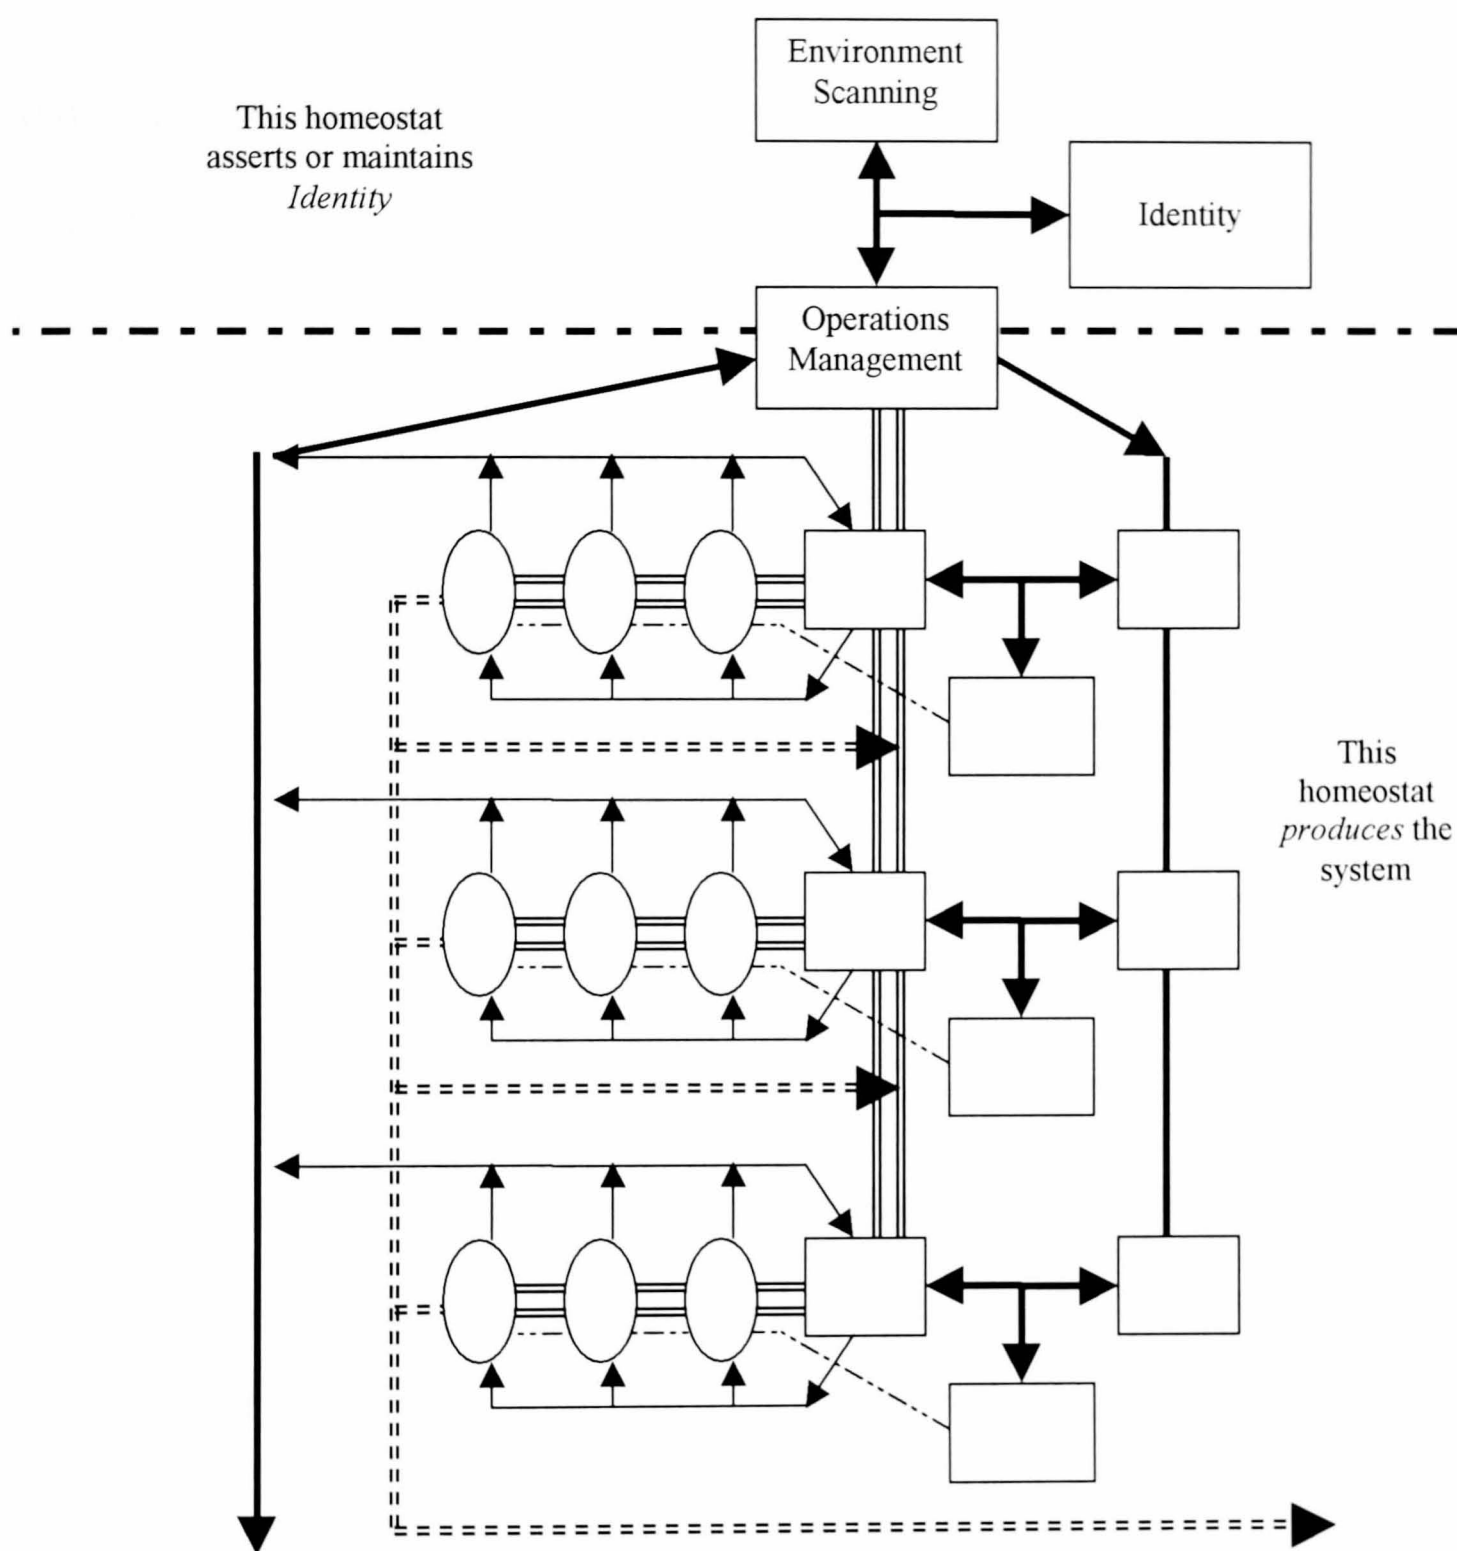 Environment
Scanning
This homeostat
asserts or maintains
Identity
Identity
Operations
Management
This
homeostat
produces the
system